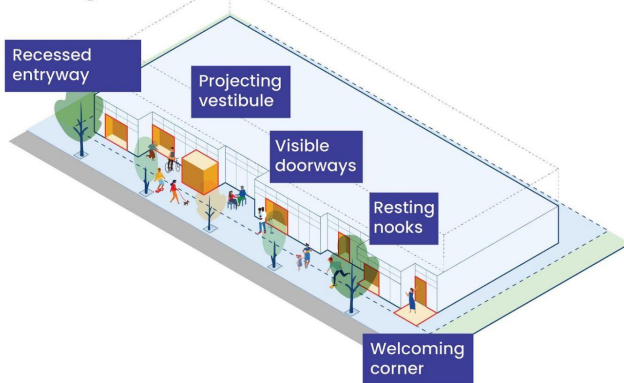 Recessed
entryway
Projecting
vestibule
Visible
doorways
Resting
nooks
Welcoming
corner